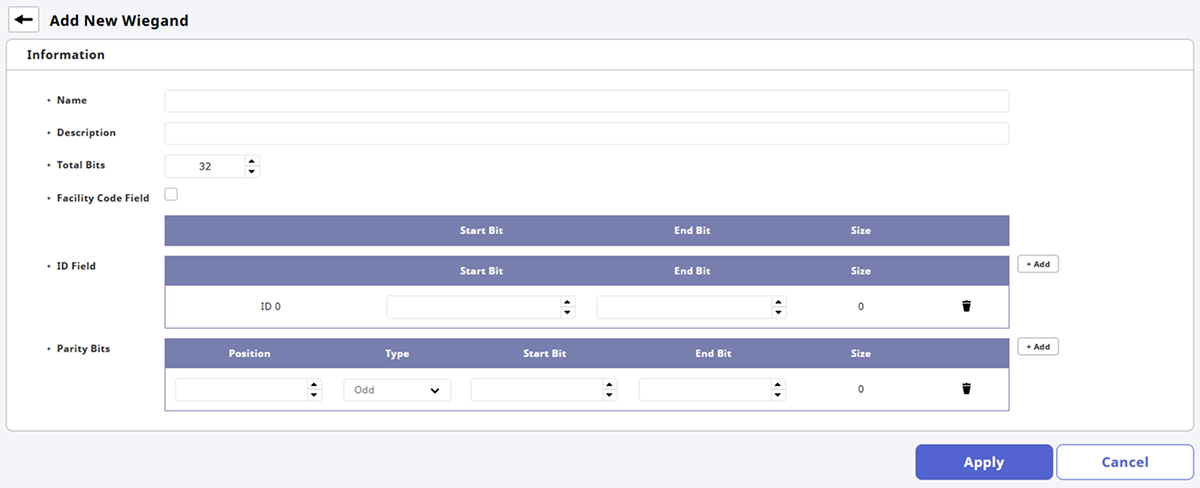 Add New Wiegand
Information
• Name
• Description
• Total Bits 32
• Facility Code Field
Start Bit End Bit Size
• ID Field + Add
Start Bit End Bit Size
ID 0 0
• Parity Bits + Add
Position Type Start Bit End Bit Size
Odd 0
Apply Cancel